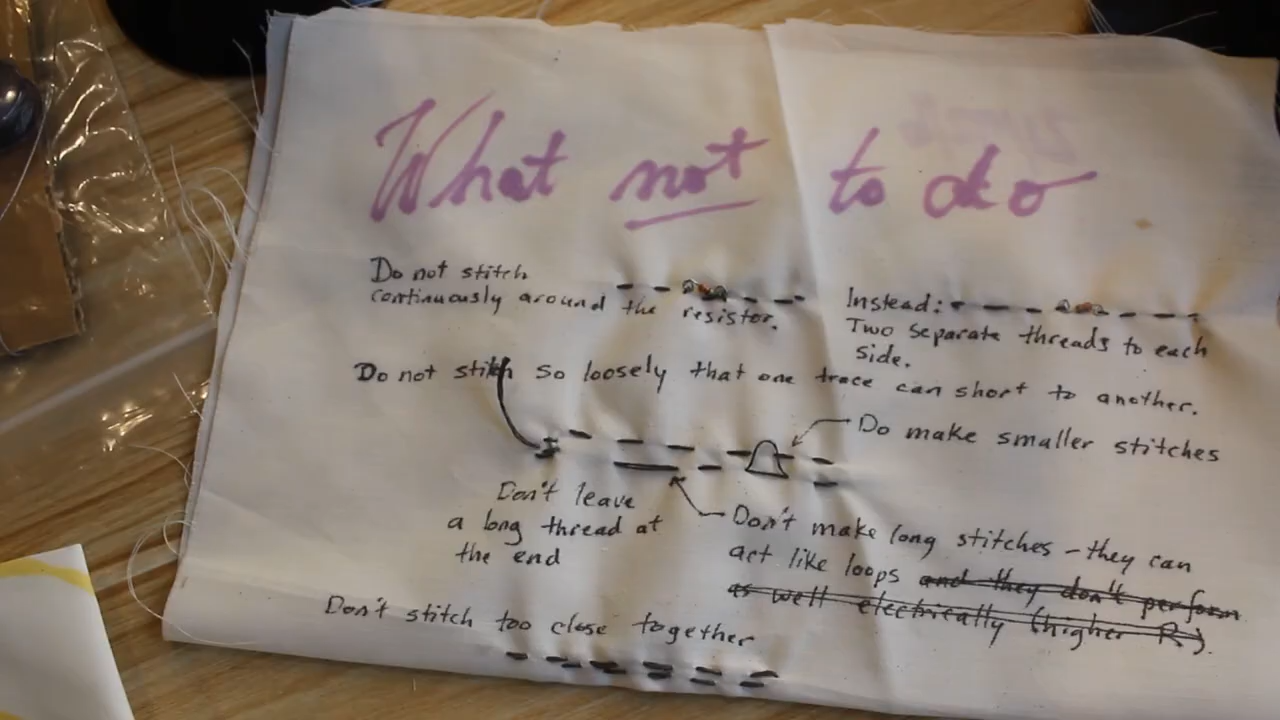 What not to do
Do not stitch
continuously around the resistor.
Instead:
Two separate threads to each
side.
Do not stitch so loosely that one trace can short to another.
Do make smaller stitches
Don't leave
a long thread at
the end
Don't make long stitches - they can
act like loops and they don't perform
as well electrically (higher R).
Don't stitch too close together